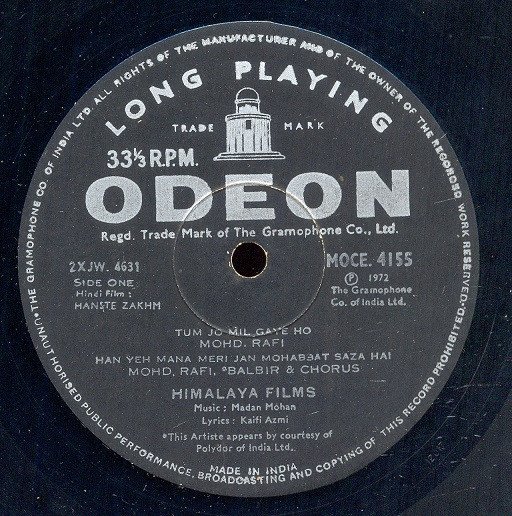 THE GRAMOPHONE CO OF INDIA LTD. ALL RIGHTS OF THE MANUFACTURER AND OF THE OWNER OF THE RECORDED WORK RESERVED.
UNAUTHORISED PUBLIC PERFORMANCE, BROADCASTING AND COPYING OF THIS RECORD PROHIBITED.
LONG PLAYING
TRADE MARK
33⅓ R.P.M.
ODEON
Regd. Trade Mark of The Gramophone Co., Ltd.
2XJW. 4631
MOCE. 4155
SIDE ONE
Ⓟ 1972
Hindi Film:
The Gramophone
HANSTE ZAKHM
Co. of India Ltd.
TUM JO MIL GAYE HO
MOHD. RAFI
HAN YEH MANA MERI JAN MOHABBAT SAZA HAI
MOHD, RAFI, *BALBIR & CHORUS
HIMALAYA FILMS
Music: Madan Mohan
Lyrics: Kaifi Azmi
*This Artiste appears by courtesy of
Polydor of India Ltd.
MADE IN INDIA